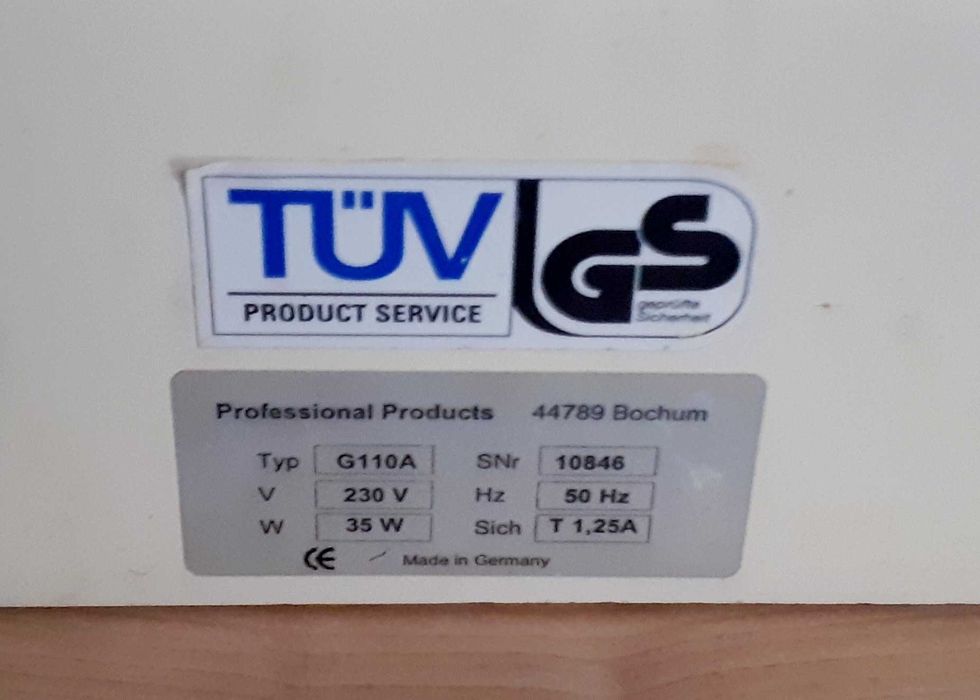 TÜV
PRODUCT SERVICE
GS
geprüfte
Sicherheit
Professional Products 44789 Bochum
Typ G110A SNr 10846
V 230 V Hz 50 Hz
W 35 W Sich T 1,25A
CE Made in Germany